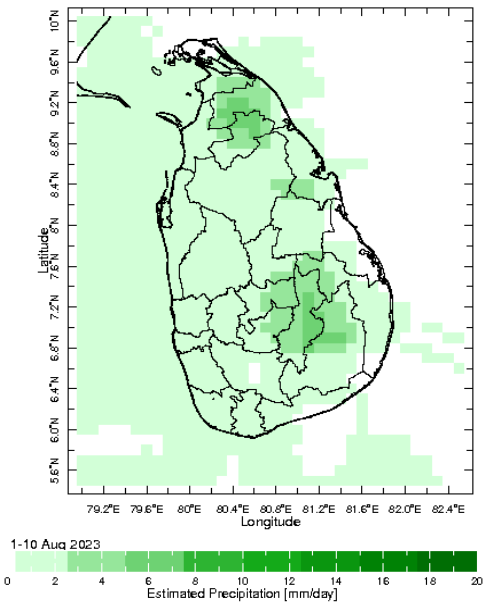 10°N
9.6°N
9.2°N
8.8°N
8.4°N
8°N
7.6°N
7.2°N
6.8°N
6.4°N
6.0°N
5.6°N
Latitude
79.2°E 79.6°E 80°E 80.4°E 80.8°E 81.2°E 81.6°E 82.0°E 82.4°E
Longitude
1-10 Aug 2023
0 2 4 6 8 10 12 14 16 18 20
Estimated Precipitation [mm/day]